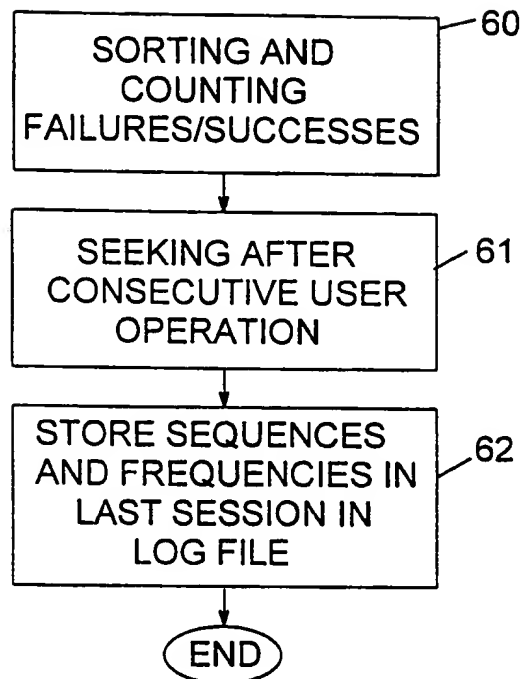 60
SORTING AND
COUNTING
FAILURES/SUCCESSES
61
SEEKING AFTER
CONSECUTIVE USER
OPERATION
62
STORE SEQUENCES
AND FREQUENCIES IN
LAST SESSION IN
LOG FILE
END